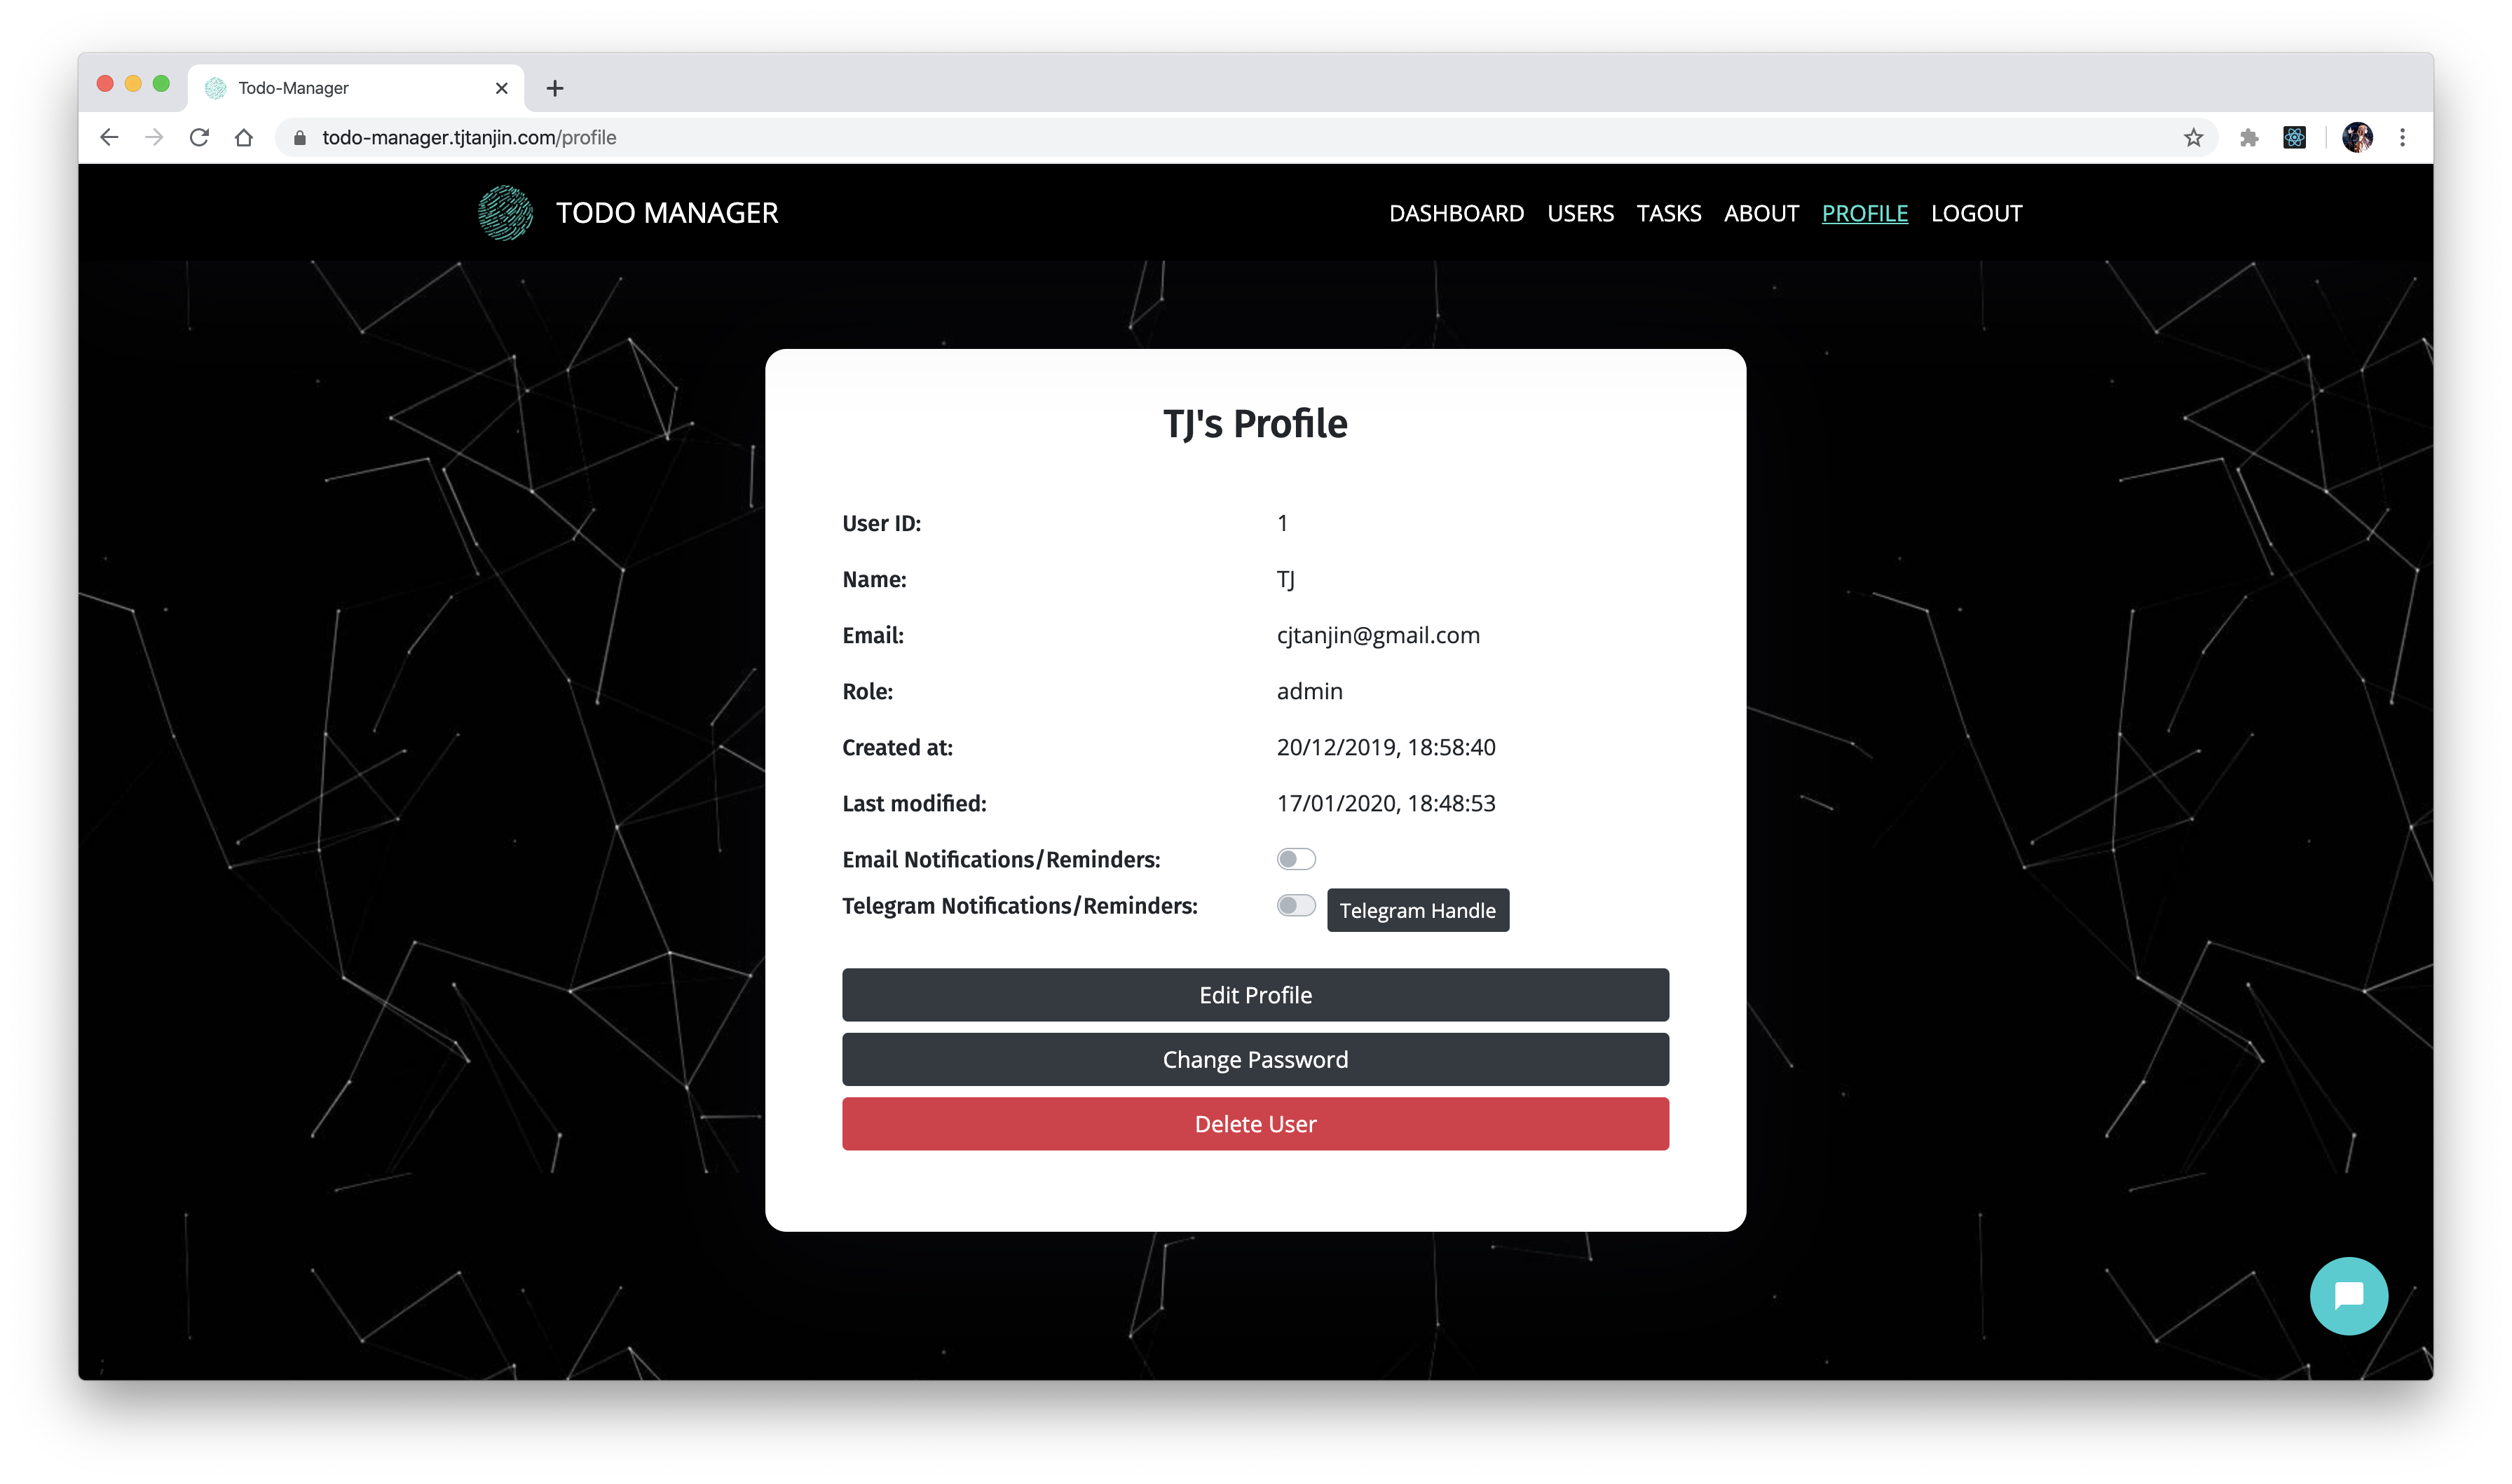 Todo-Manager
todo-manager.tjtanjin.com/profile
TODO MANAGER DASHBOARD USERS TASKS ABOUT PROFILE LOGOUT
TJ's Profile
User ID: 1
Name: TJ
Email: cjtanjin@gmail.com
Role: admin
Created at: 20/12/2019, 18:58:40
Last modified: 17/01/2020, 18:48:53
Email Notifications/Reminders:
Telegram Notifications/Reminders: Telegram Handle
Edit Profile
Change Password
Delete User